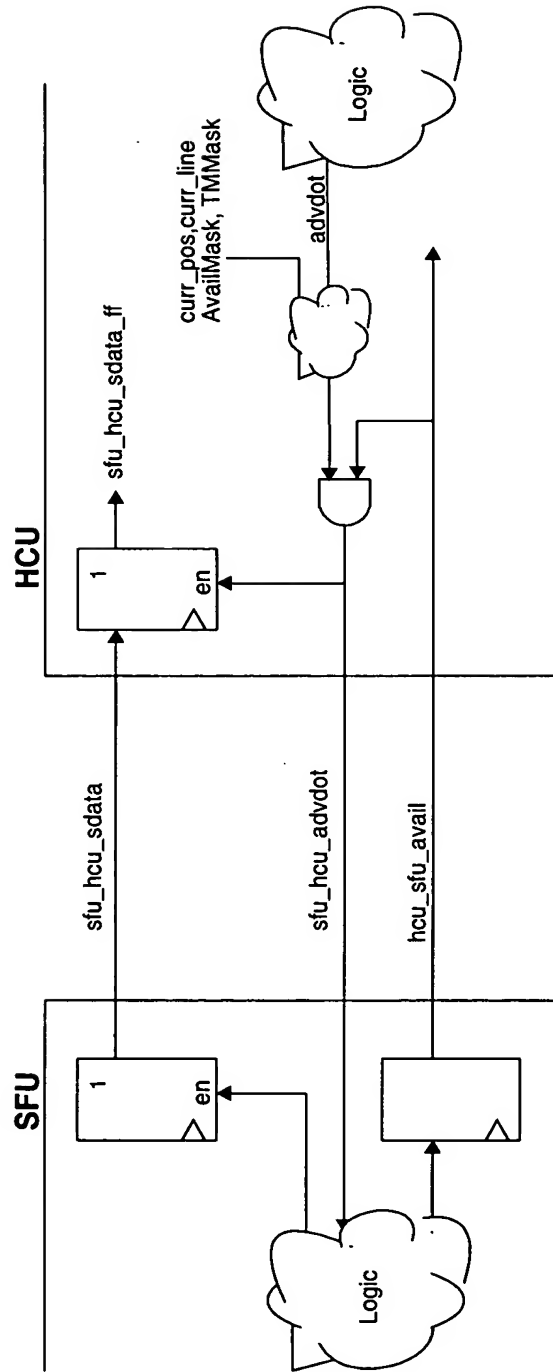 SFU
HCU
1
en
sfu_hcu_sdata
1
en
sfu_hcu_sdata_ff
curr_pos,curr_line
AvailMask, TMMask
advdot
Logic
sfu_hcu_advdot
hcu_sfu_avail
Logic